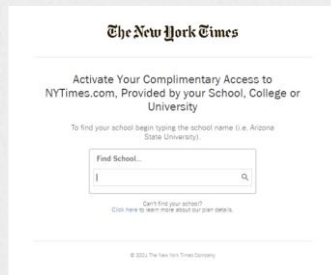 The New York Times
Activate Your Complimentary Access to
NYTimes.com, Provided by your School, College or
University
To find your school begin typing the school name (i.e. Arizona
State University).
Find School...
Can't find your school?
Click here to learn more about our plan details.
© 2021 The New York Times Company